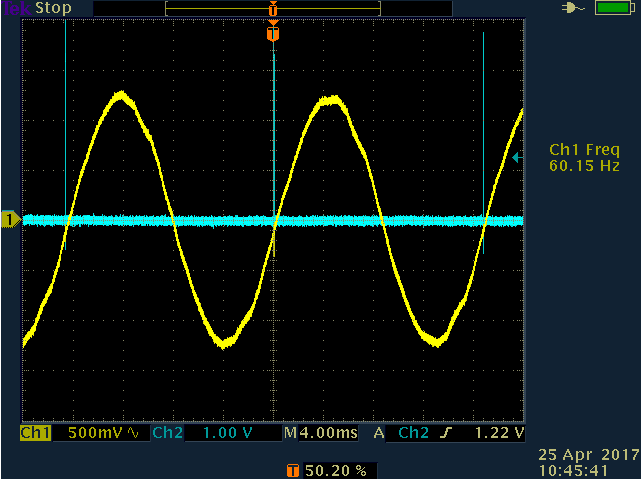 Tek Stop
T
T
1
Ch1 Freq
60.15 Hz
Ch1 500mV Ch2 1.00 V M 4.00ms A Ch2 1.22 V
25 Apr 2017
10:45:41
T 50.20 %